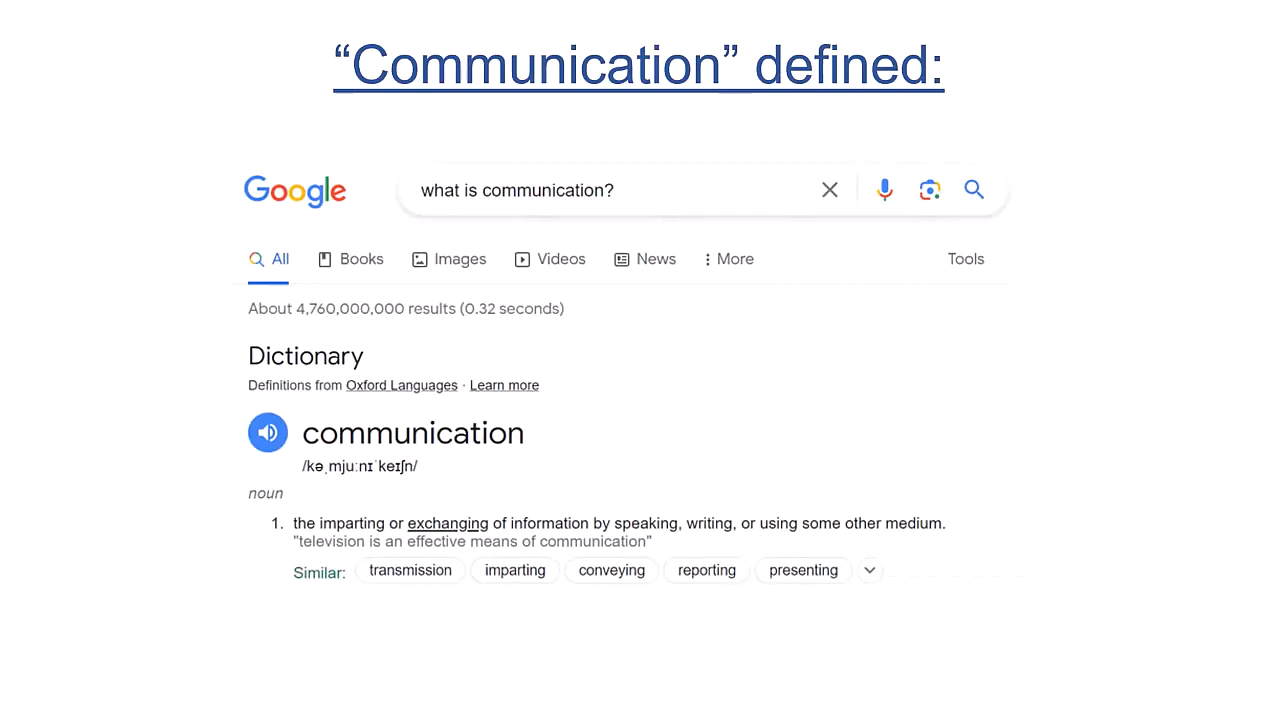 “Communication” defined:
Google what is communication?
All Books Images Videos News More Tools
About 4,760,000,000 results (0.32 seconds)
Dictionary
Definitions from Oxford Languages · Learn more
communication
/kəˌmjuːnɪˈkeɪʃn/
noun
1. the imparting or exchanging of information by speaking, writing, or using some other medium.
"television is an effective means of communication"
Similar: transmission imparting conveying reporting presenting